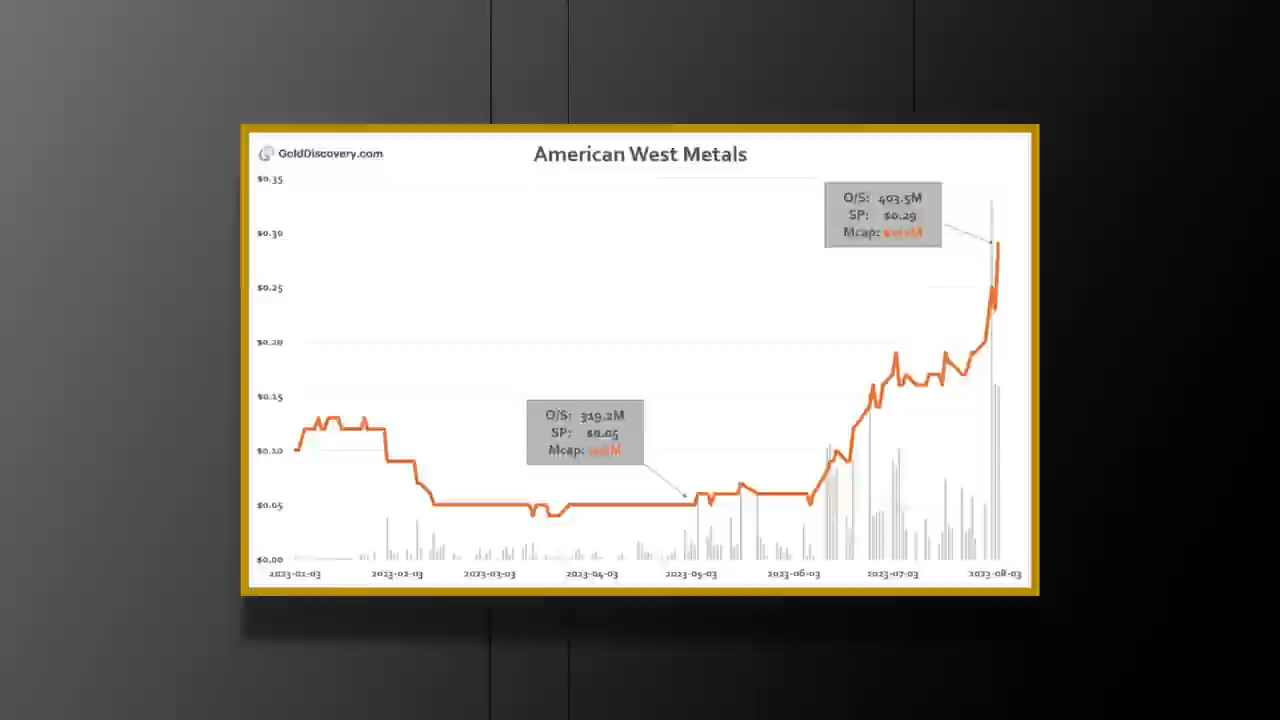 GoldDiscovery.com
American West Metals
$0.35
$0.30
$0.25
$0.20
$0.15
$0.10
$0.05
$0.00
O/S: 403.5M
SP: $0.29
Mcap:
O/S: 319.2M
SP: $0.05
Mcap:
2023-01-03 2023-02-03 2023-03-03 2023-04-03 2023-05-03 2023-06-03 2023-07-03 2023-08-03